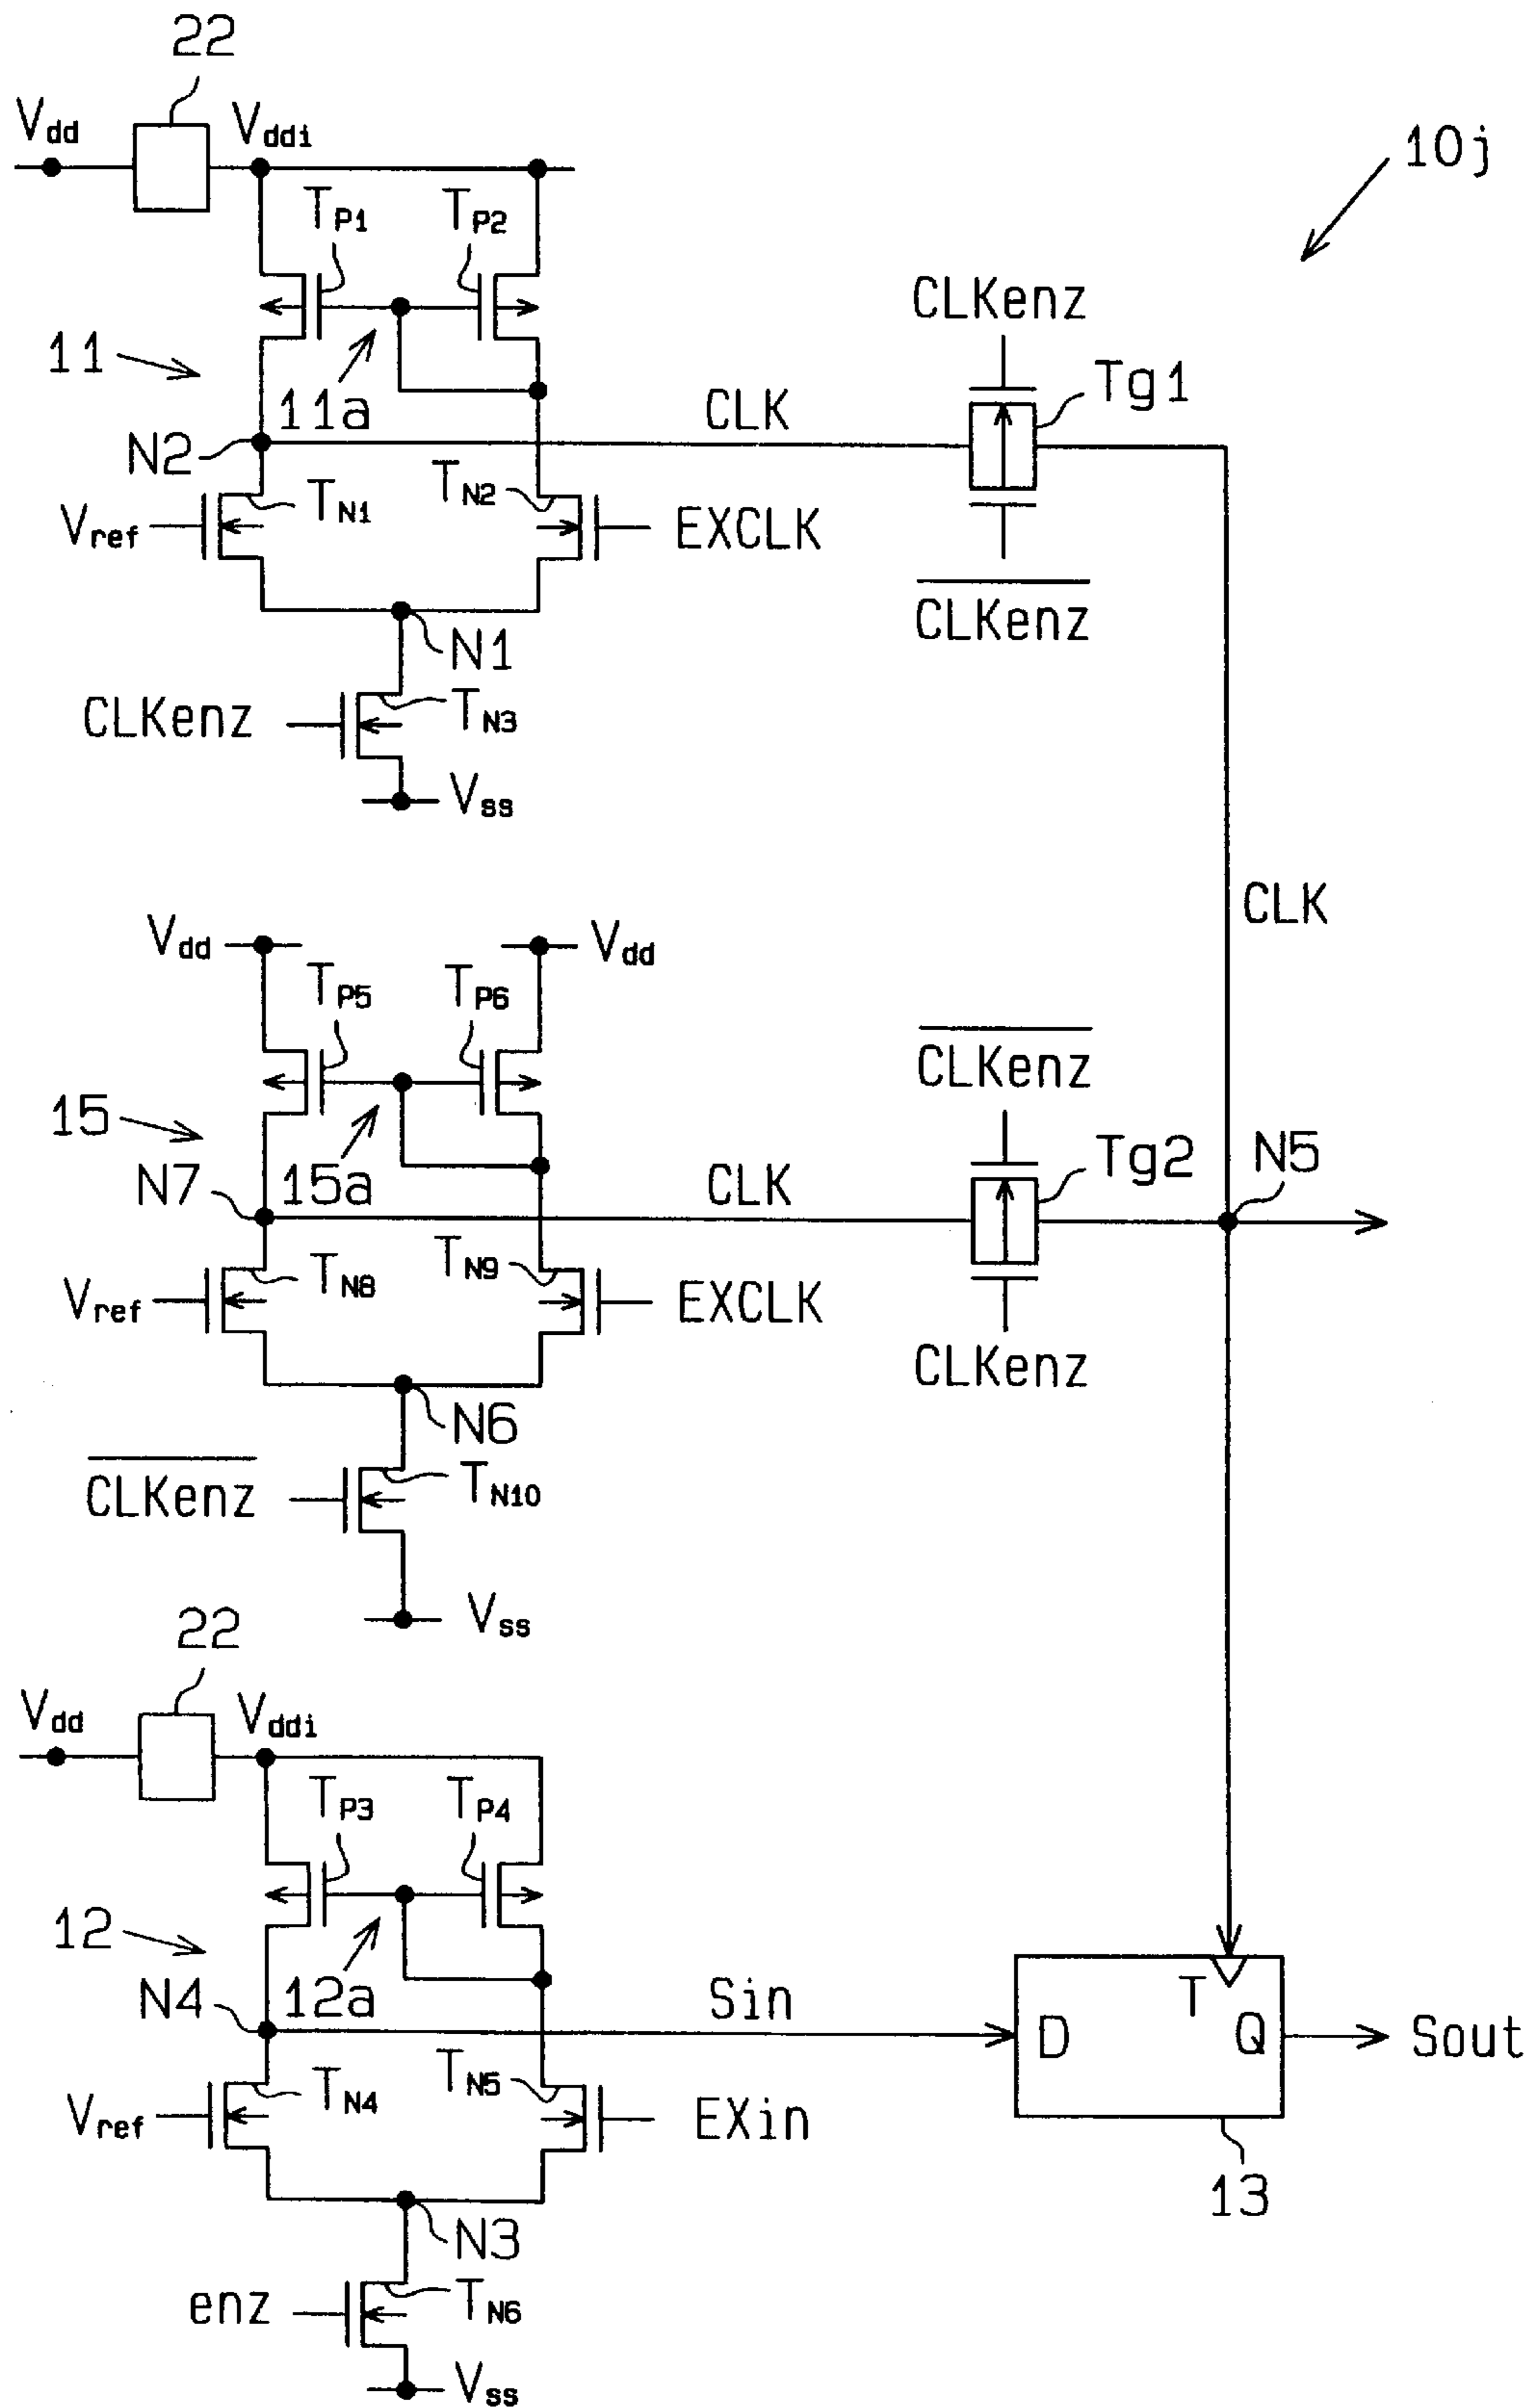 22
Vdd
Vddi
10j
TP1
TP2
CLKenz
11
11a
CLK
Tg1
N2
TN1
TN2
Vref
EXCLK
CLKenz
N1
CLKenz
TN3
Vss
CLK
Vdd
Vdd
TP5
TP6
CLKenz
15
15a
N7
CLK
Tg2
N5
TN8
TN9
Vref
EXCLK
CLKenz
N6
CLKenz
TN10
Vss
22
Vdd
Vddi
TP3
TP4
12
12a
N4
Sin
D
T
Q
Sout
TN4
TN5
Vref
EXin
13
N3
enz
TN6
Vss